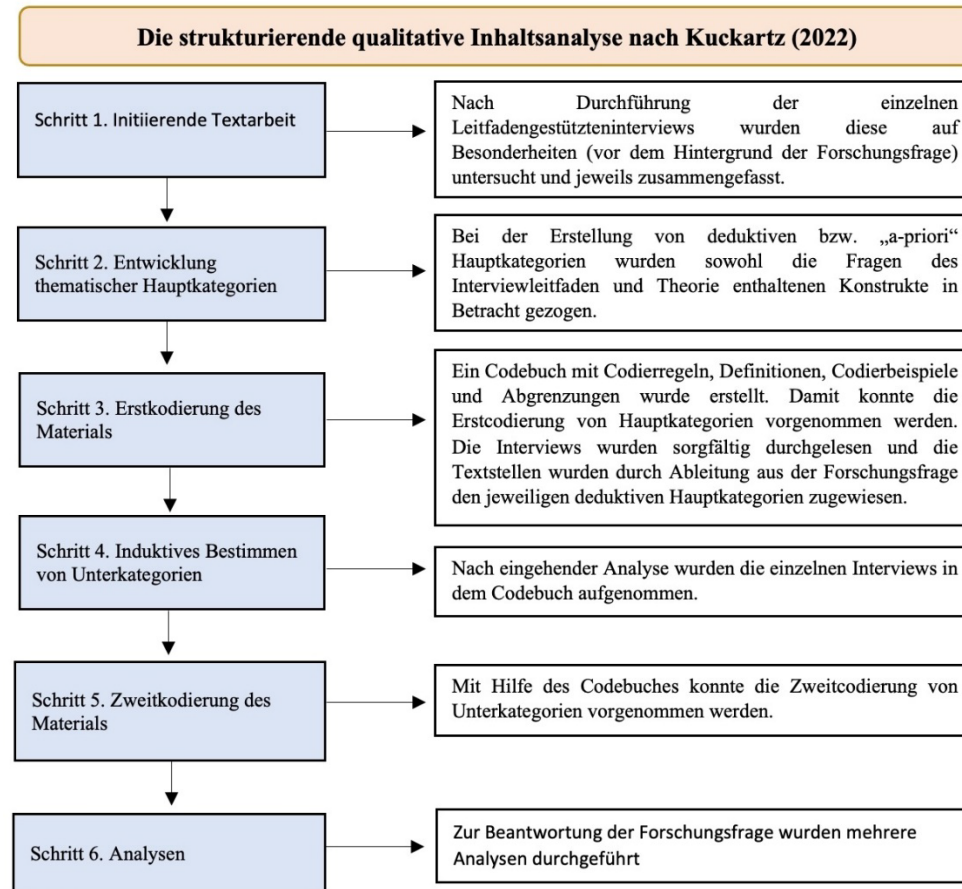 Die strukturierende qualitative Inhaltsanalyse nach Kuckartz (2022)
Schritt 1. Initiierende Textarbeit
Nach Durchführung der einzelnen
Leitfadengestützteninterviews wurden diese auf
Besonderheiten (vor dem Hintergrund der Forschungsfrage)
untersucht und jeweils zusammengefasst.
Schritt 2. Entwicklung
thematischer Hauptkategorien
Bei der Erstellung von deduktiven bzw. „a-priori“
Hauptkategorien wurden sowohl die Fragen des
Interviewleitfaden und Theorie enthaltenen Konstrukte in
Betracht gezogen.
Schritt 3. Erstkodierung des
Materials
Ein Codebuch mit Codierregeln, Definitionen, Codierbeispiele
und Abgrenzungen wurde erstellt. Damit konnte die
Erstcodierung von Hauptkategorien vorgenommen werden.
Die Interviews wurden sorgfältig durchgelesen und die
Textstellen wurden durch Ableitung aus der Forschungsfrage
den jeweiligen deduktiven Hauptkategorien zugewiesen.
Schritt 4. Induktives Bestimmen
von Unterkategorien
Nach eingehender Analyse wurden die einzelnen Interviews in
dem Codebuch aufgenommen.
Schritt 5. Zweitkodierung des
Materials
Mit Hilfe des Codebuches konnte die Zweitcodierung von
Unterkategorien vorgenommen werden.
Schritt 6. Analysen
Zur Beantwortung der Forschungsfrage wurden mehrere
Analysen durchgeführt